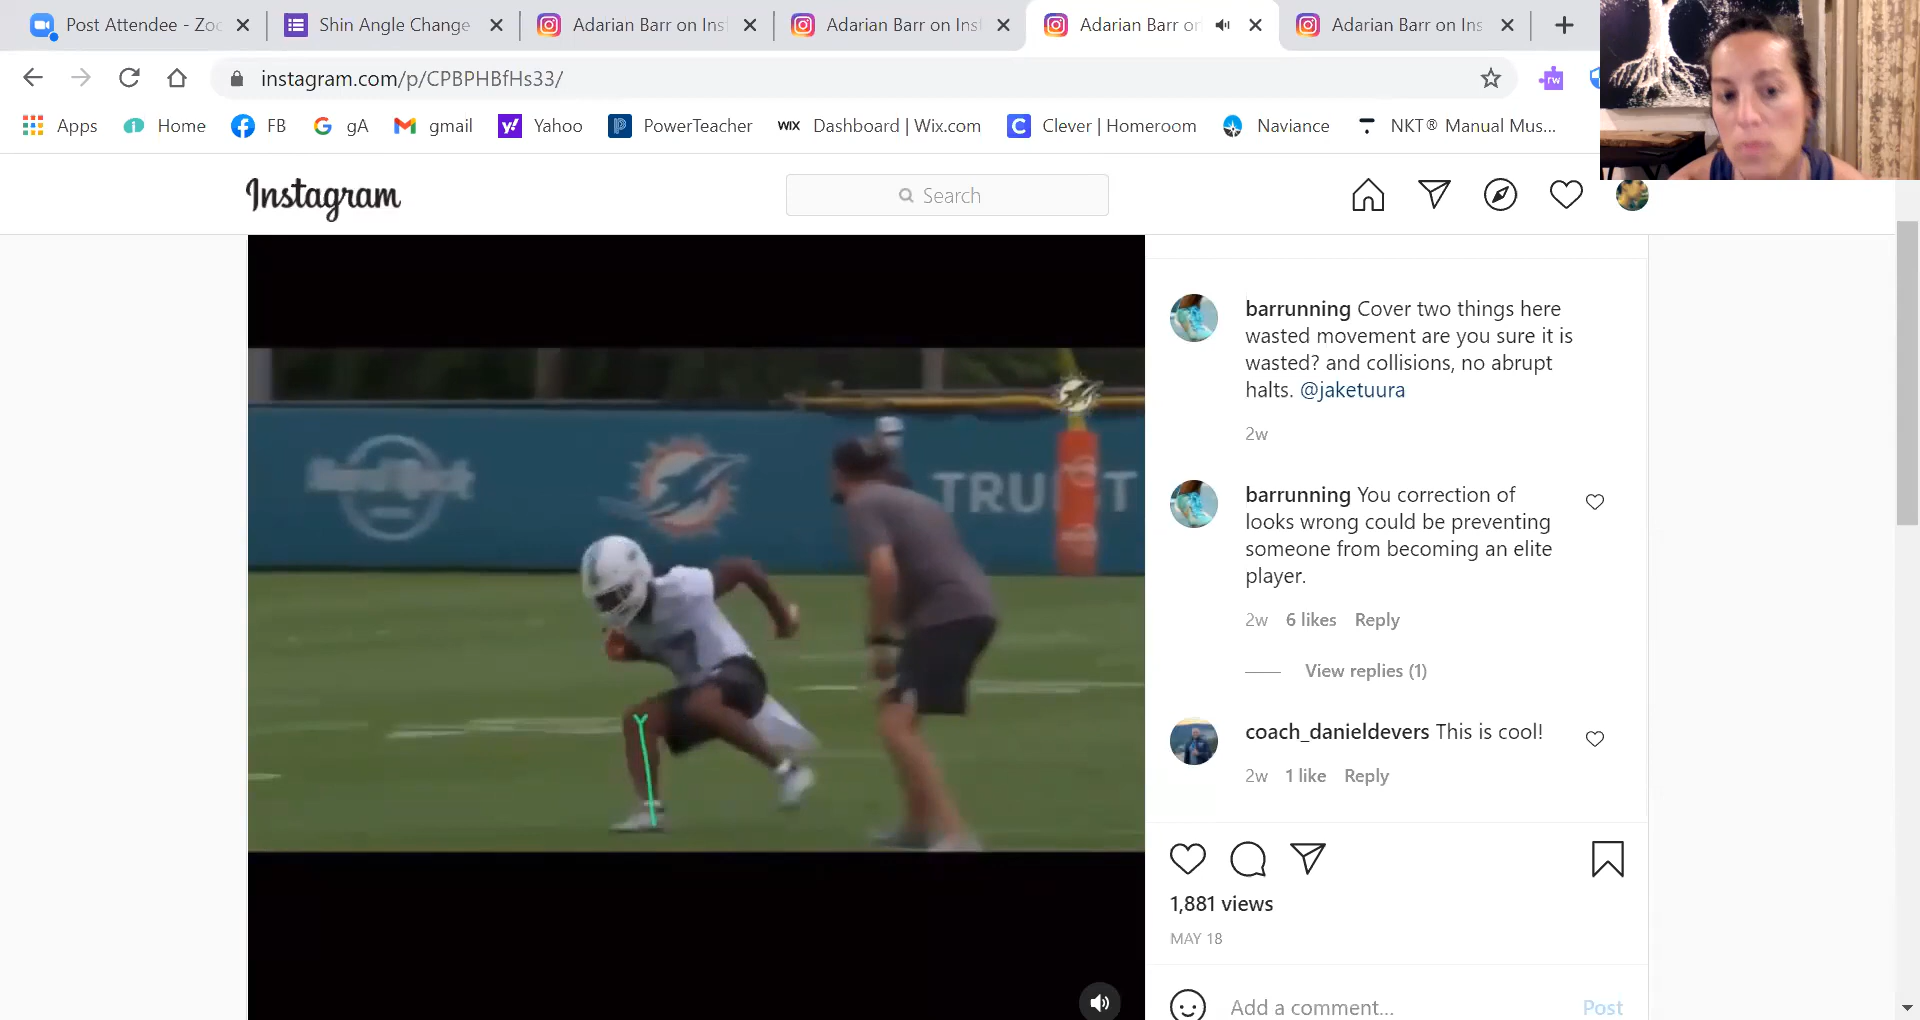 Post Attendee - Zoo
Shin Angle Change
Adarian Barr on Ins
Adarian Barr on Ins
Adarian Barr on
Adarian Barr on Ins
instagram.com/p/CPBPHBfHs33/
rw
Apps
Home
FB
gA
gmail
Yahoo
PowerTeacher
WIX
Dashboard | Wix.com
Clever | Homeroom
Naviance
NKT® Manual Mus...
Instagram
Search
barrunning Cover two things here
wasted movement are you sure it is
wasted? and collisions, no abrupt
halts. @jaketuura
2w
barrunning You correction of
looks wrong could be preventing
someone from becoming an elite
player.
2w 6 likes Reply
View replies (1)
coach_danieldevers This is cool!
2w 1 like Reply
1,881 views
MAY 18
Add a comment...
Post
Hard Rock
TRU T